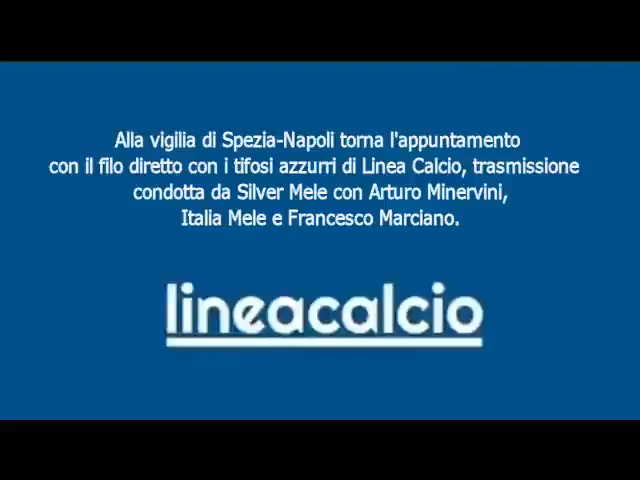 Alla vigilia di Spezia-Napoli torna l'appuntamento
con il filo diretto con i tifosi azzurri di Linea Calcio, trasmissione
condotta da Silver Mele con Arturo Minervini,
Italia Mele e Francesco Marciano.
lineacalcio